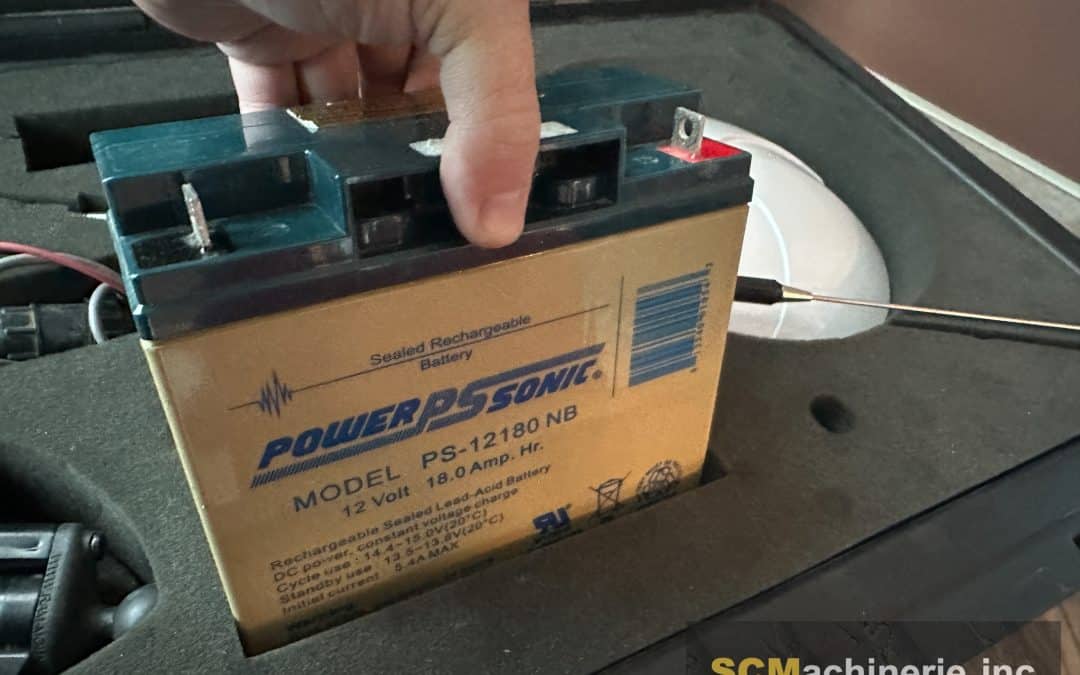 Sealed Rechargeable
Battery
POWER PS SONIC®
MODEL PS-12180 NB
12 Volt 18.0 Amp. Hr.
Rechargeable Sealed Lead-Acid Battery
DC power, constant voltage charge
Cycle use : 14.4-15.0V(20°C)
Standby use : 13.5-13.8V(20°C)
Initial current : 5.4A MAX
SCMachinerie inc